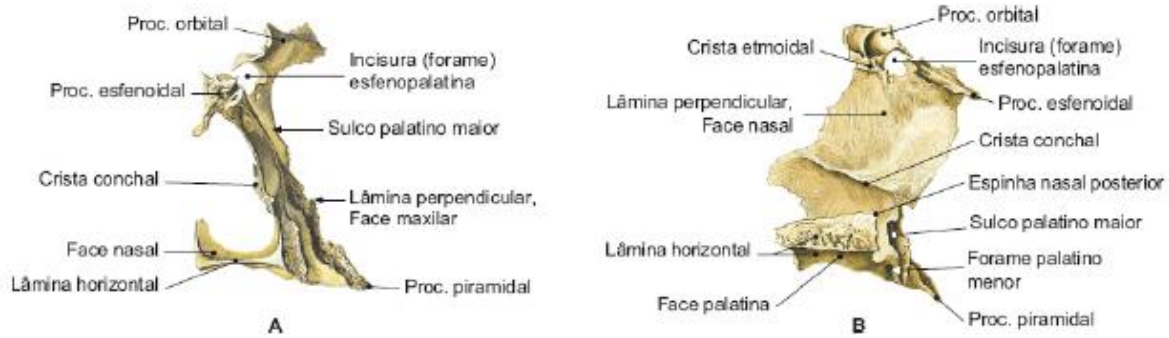 Proc. orbital
Incisura (forame)
esfenopalatina
Proc. esfenoidal
Sulco palatino maior
Crista conchal
Lâmina perpendicular,
Face maxilar
Face nasal
Lâmina horizontal
Proc. piramidal
A
Proc. orbital
Crista etmoidal
Incisura (forame)
esfenopalatina
Proc. esfenoidal
Lâmina perpendicular,
Face nasal
Crista conchal
Espinha nasal posterior
Sulco palatino maior
Lâmina horizontal
Forame palatino
menor
Face palatina
Proc. piramidal
B